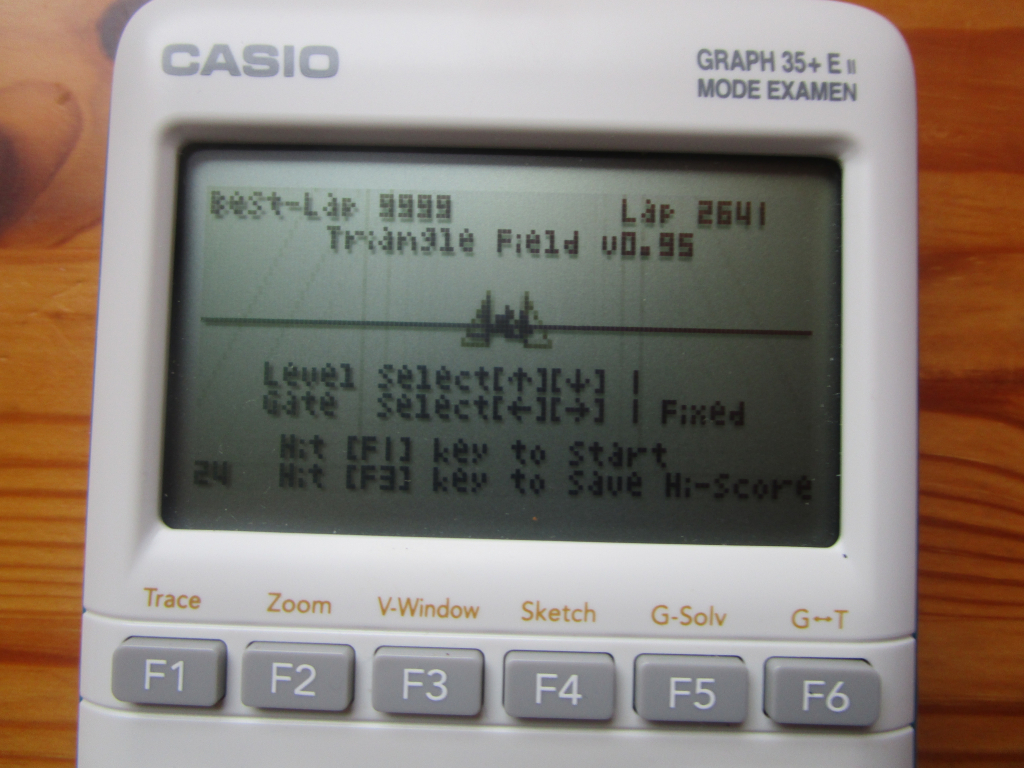 CASIO
GRAPH 35+ E II
MODE EXAMEN
Best-Lap 9999 Lap 2641
Triangle Field v0.95
Level Select[↑][↓] 1
Gate Select[←][→] 1 Fixed
Hit [F1] key to Start
24 Hit [F3] key to Save Hi-Score
Trace Zoom V-Window Sketch G-Solv G↔T
F1 F2 F3 F4 F5 F6